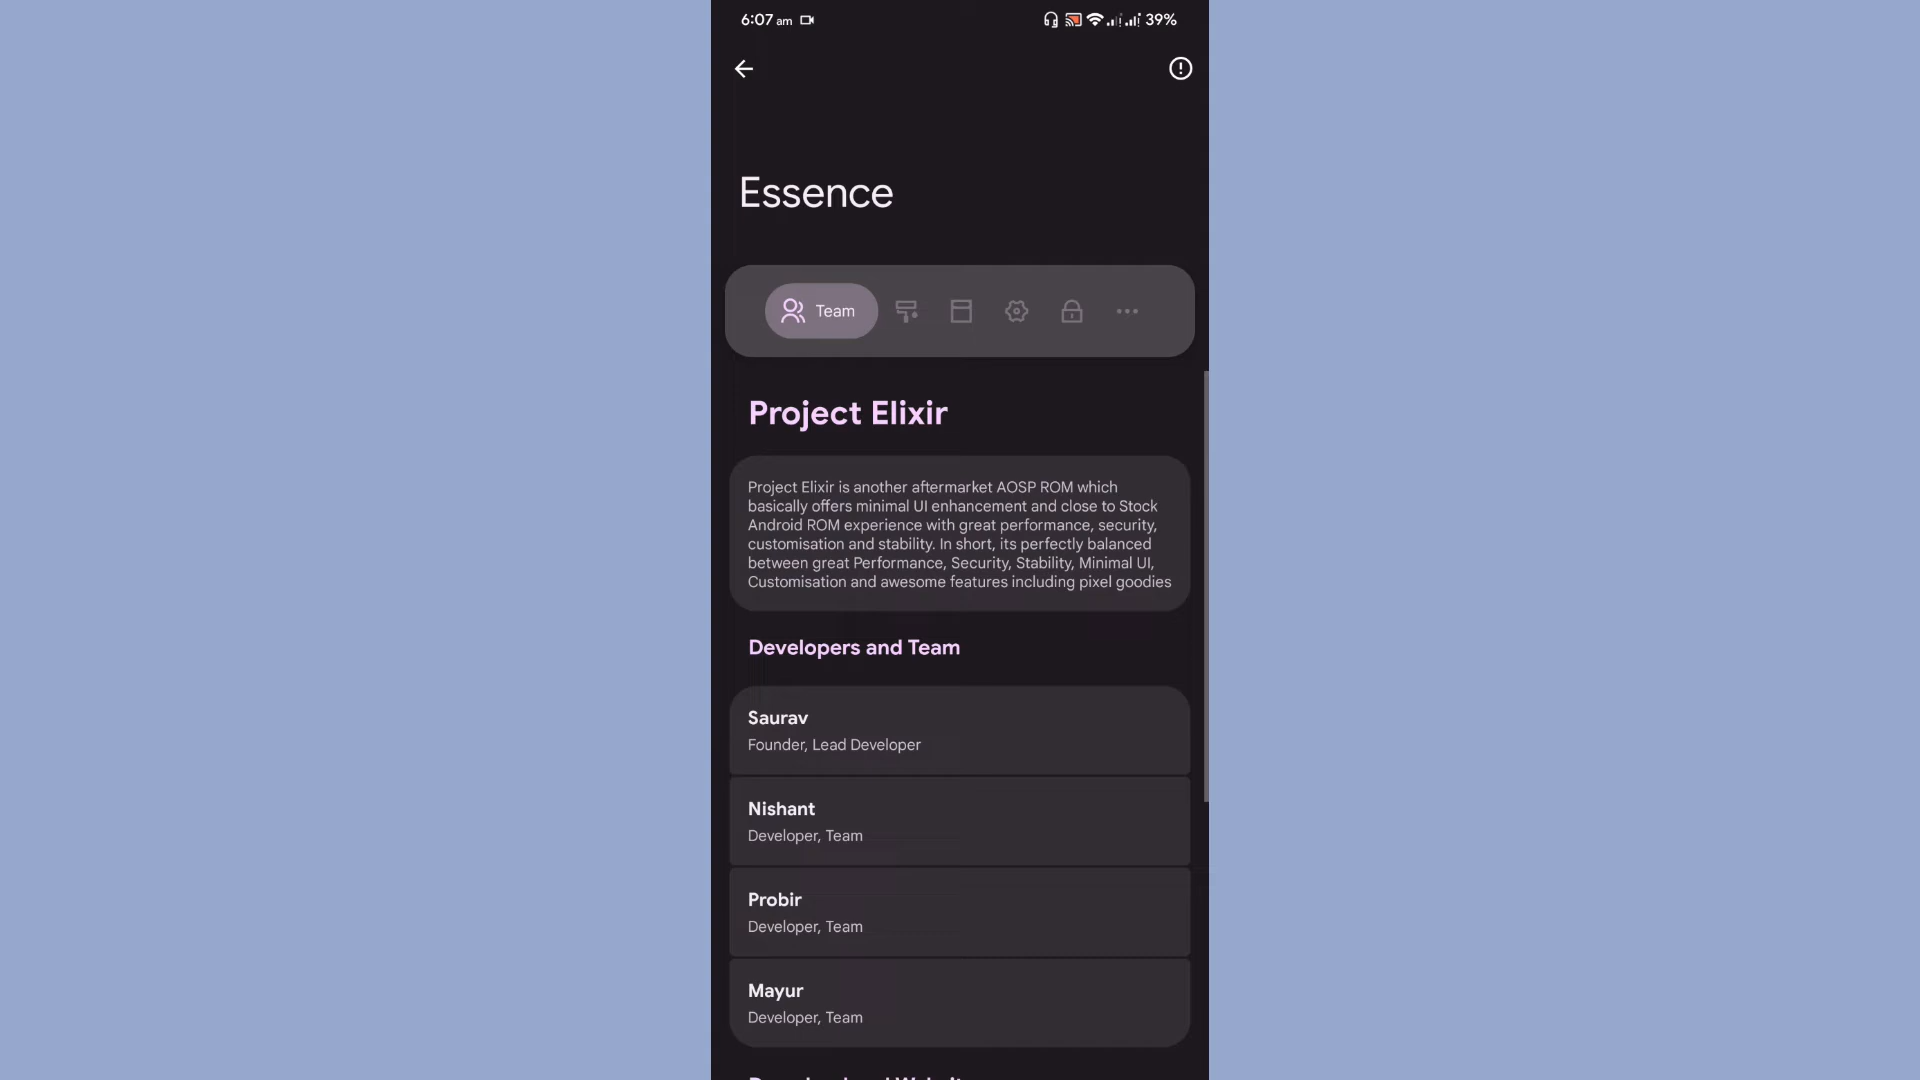 6:07 am
39%
Essence
Team
Project Elixir
Project Elixir is another aftermarket AOSP ROM which
basically offers minimal UI enhancement and close to Stock
Android ROM experience with great performance, security,
customisation and stability. In short, its perfectly balanced
between great Performance, Security, Stability, Minimal UI,
Customisation and awesome features including pixel goodies
Developers and Team
Saurav
Founder, Lead Developer
Nishant
Developer, Team
Probir
Developer, Team
Mayur
Developer, Team